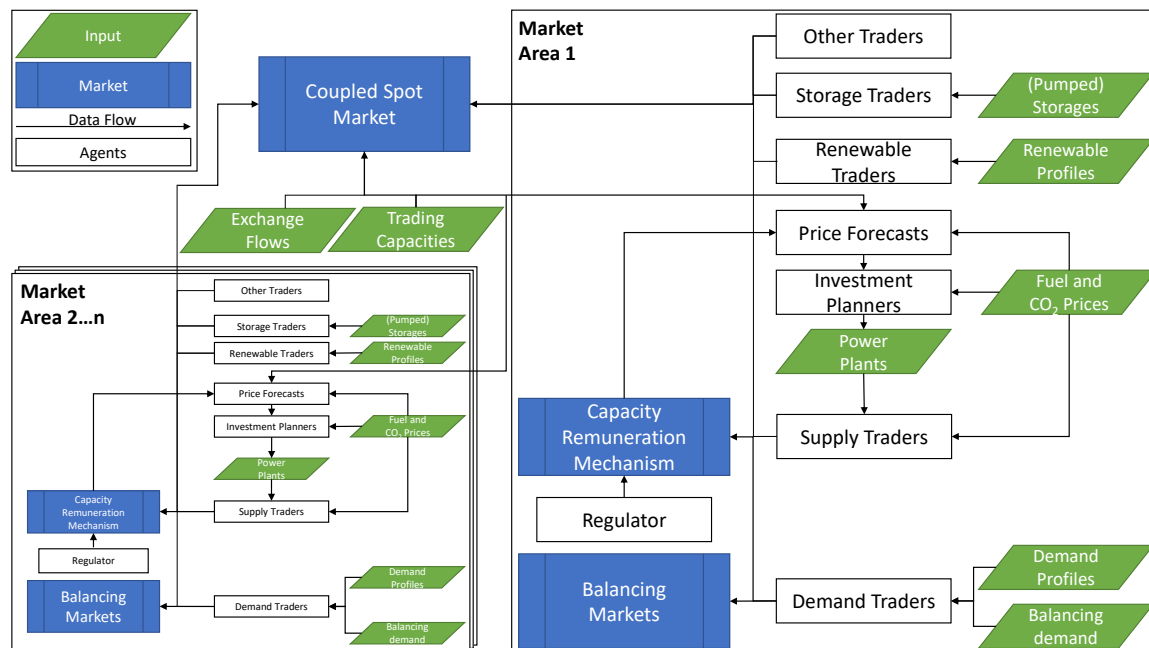 Input
Market
Data Flow
Agents
Coupled Spot
Market
Exchange
Flows
Trading
Capacities
Market
Area 1
Other Traders
Storage Traders
(Pumped)
Storages
Renewable
Traders
Renewable
Profiles
Price Forecasts
Investment
Planners
Fuel and
CO₂ Prices
Power
Plants
Capacity
Remuneration
Mechanism
Supply Traders
Regulator
Balancing
Markets
Demand Traders
Demand
Profiles
Balancing
demand
Market
Area 2...n
Other Traders
Storage Traders
(Pumped)
Storages
Renewable Traders
Renewable
Profiles
Price Forecasts
Investment Planners
Fuel and
CO₂ Prices
Power
Plants
Capacity
Remuneration
Mechanism
Supply Traders
Regulator
Balancing
Markets
Demand Traders
Demand
Profiles
Balancing
demand